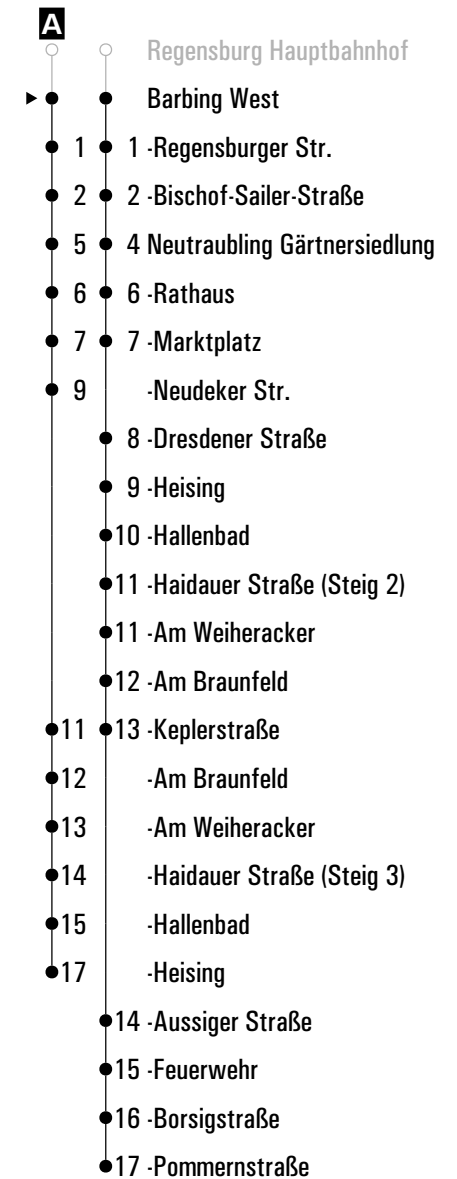 A
Regensburg Hauptbahnhof
Barbing West
1 1 -Regensburger Str.
2 2 -Bischof-Sailer-Straße
5 4 Neutraubling Gärtnersiedlung
6 6 -Rathaus
7 7 -Marktplatz
9 -Neudeker Str.
8 -Dresdener Straße
9 -Heising
10 -Hallenbad
11 -Haidauer Straße (Steig 2)
11 -Am Weiheracker
12 -Am Braunfeld
11 13 -Keplerstraße
12 -Am Braunfeld
13 -Am Weiheracker
14 -Haidauer Straße (Steig 3)
15 -Hallenbad
17 -Heising
14 -Aussiger Straße
15 -Feuerwehr
16 -Borsigstraße
17 -Pommernstraße